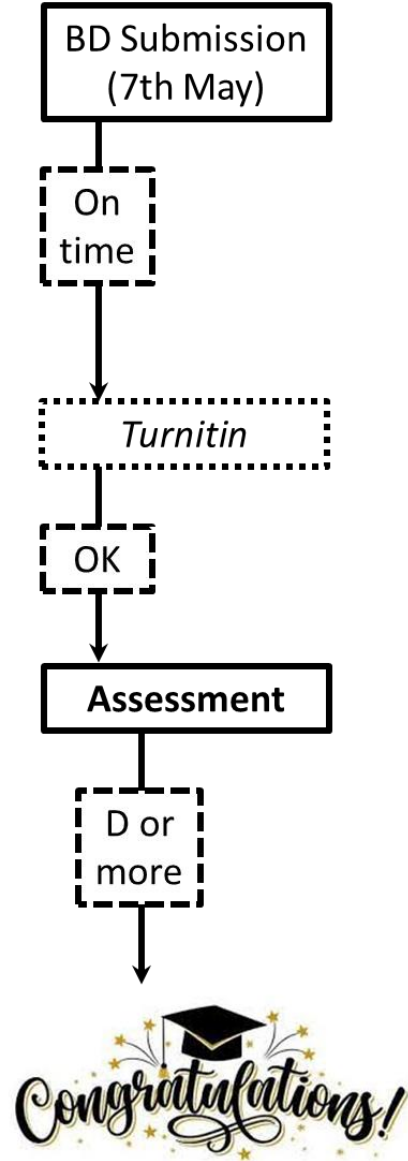 BD Submission
(7th May)
On
time
Turnitin
OK
Assessment
D or
more
Congratulations!